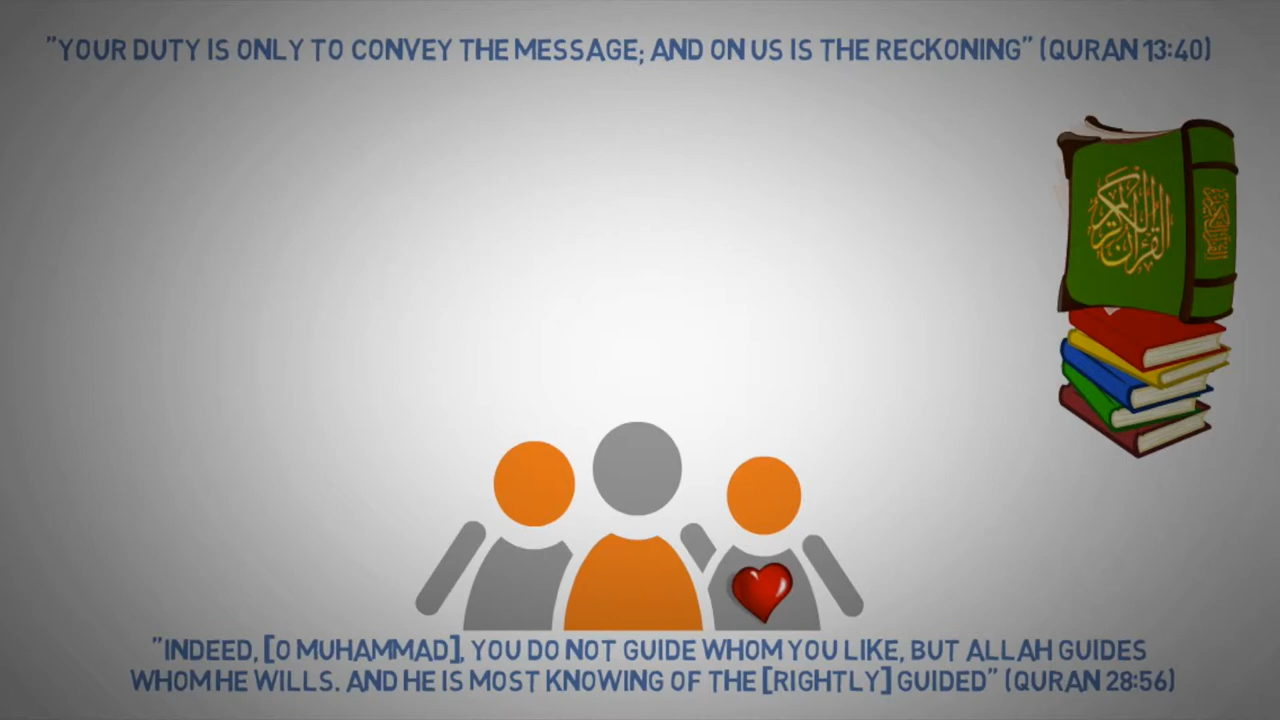 "YOUR DUTY IS ONLY TO CONVEY THE MESSAGE; AND ON US IS THE RECKONING" (QURAN 13:40)
القرآن الكريم
"INDEED, [O MUHAMMAD], YOU DO NOT GUIDE WHOM YOU LIKE, BUT ALLAH GUIDES
WHOM HE WILLS. AND HE IS MOST KNOWING OF THE [RIGHTLY] GUIDED" (QURAN 28:56)